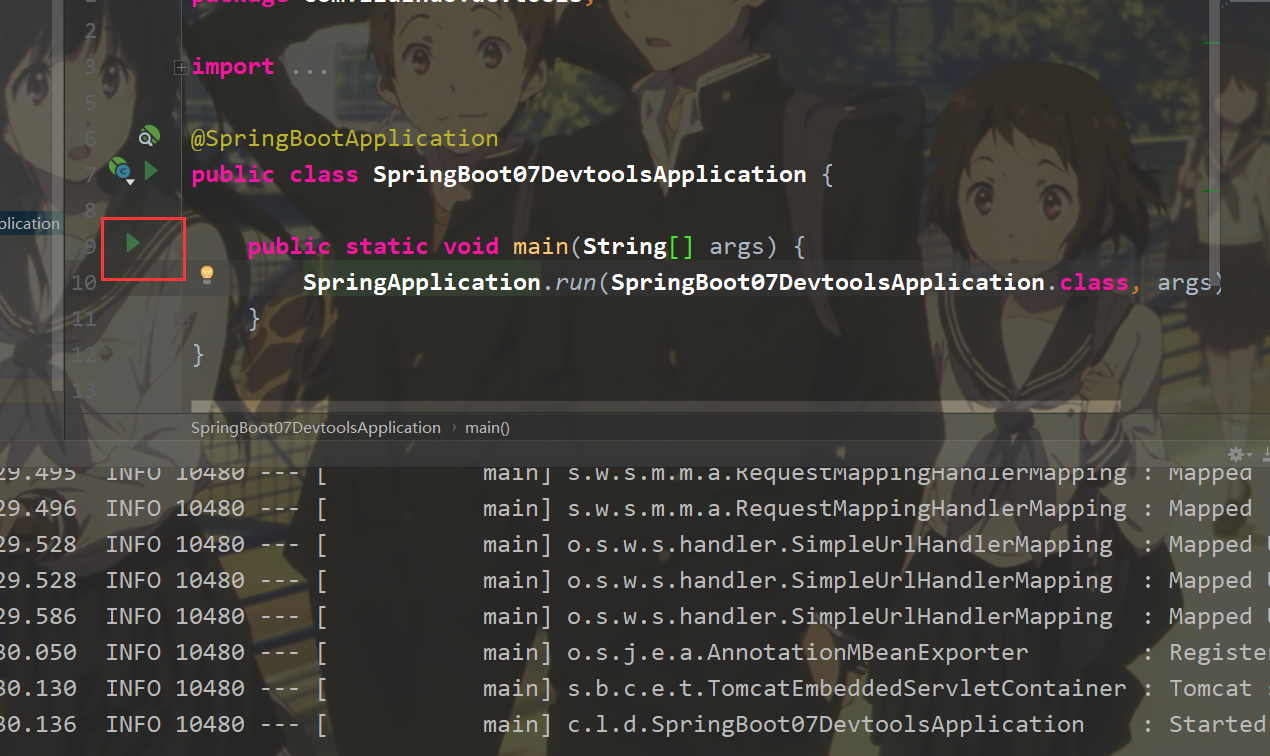 2
3 import ...
5
6 @SpringBootApplication
7 public class SpringBoot07DevtoolsApplication {
8
plication
9 public static void main(String[] args) {
10 SpringApplication.run(SpringBoot07DevtoolsApplication.class, args)
11 }
12 }
13
SpringBoot07DevtoolsApplication › main()
29.495 INFO 10480 --- [ main] s.w.s.m.m.a.RequestMappingHandlerMapping : Mapped
29.496 INFO 10480 --- [ main] s.w.s.m.m.a.RequestMappingHandlerMapping : Mapped
29.528 INFO 10480 --- [ main] o.s.w.s.handler.SimpleUrlHandlerMapping : Mapped U
29.528 INFO 10480 --- [ main] o.s.w.s.handler.SimpleUrlHandlerMapping : Mapped U
29.586 INFO 10480 --- [ main] o.s.w.s.handler.SimpleUrlHandlerMapping : Mapped U
30.050 INFO 10480 --- [ main] o.s.j.e.a.AnnotationMBeanExporter : Register
30.130 INFO 10480 --- [ main] s.b.c.e.t.TomcatEmbeddedServletContainer : Tomcat
30.136 INFO 10480 --- [ main] c.l.d.SpringBoot07DevtoolsApplication : Started